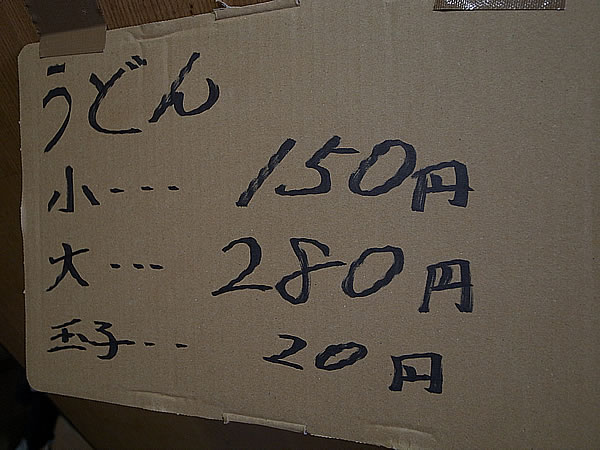 うどん
小--- 150円
大--- 280円
玉子--- 20円